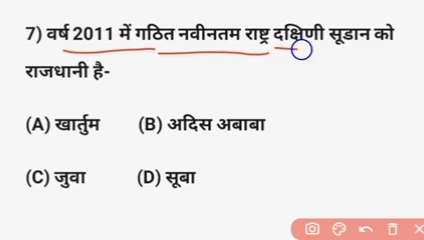 7) वर्ष 2011 में गठित नवीनतम राष्ट्र दक्षिणी सूडान को
राजधानी है-
(A) खार्तुम (B) अदिस अबाबा
(C) जुवा (D) सूबा